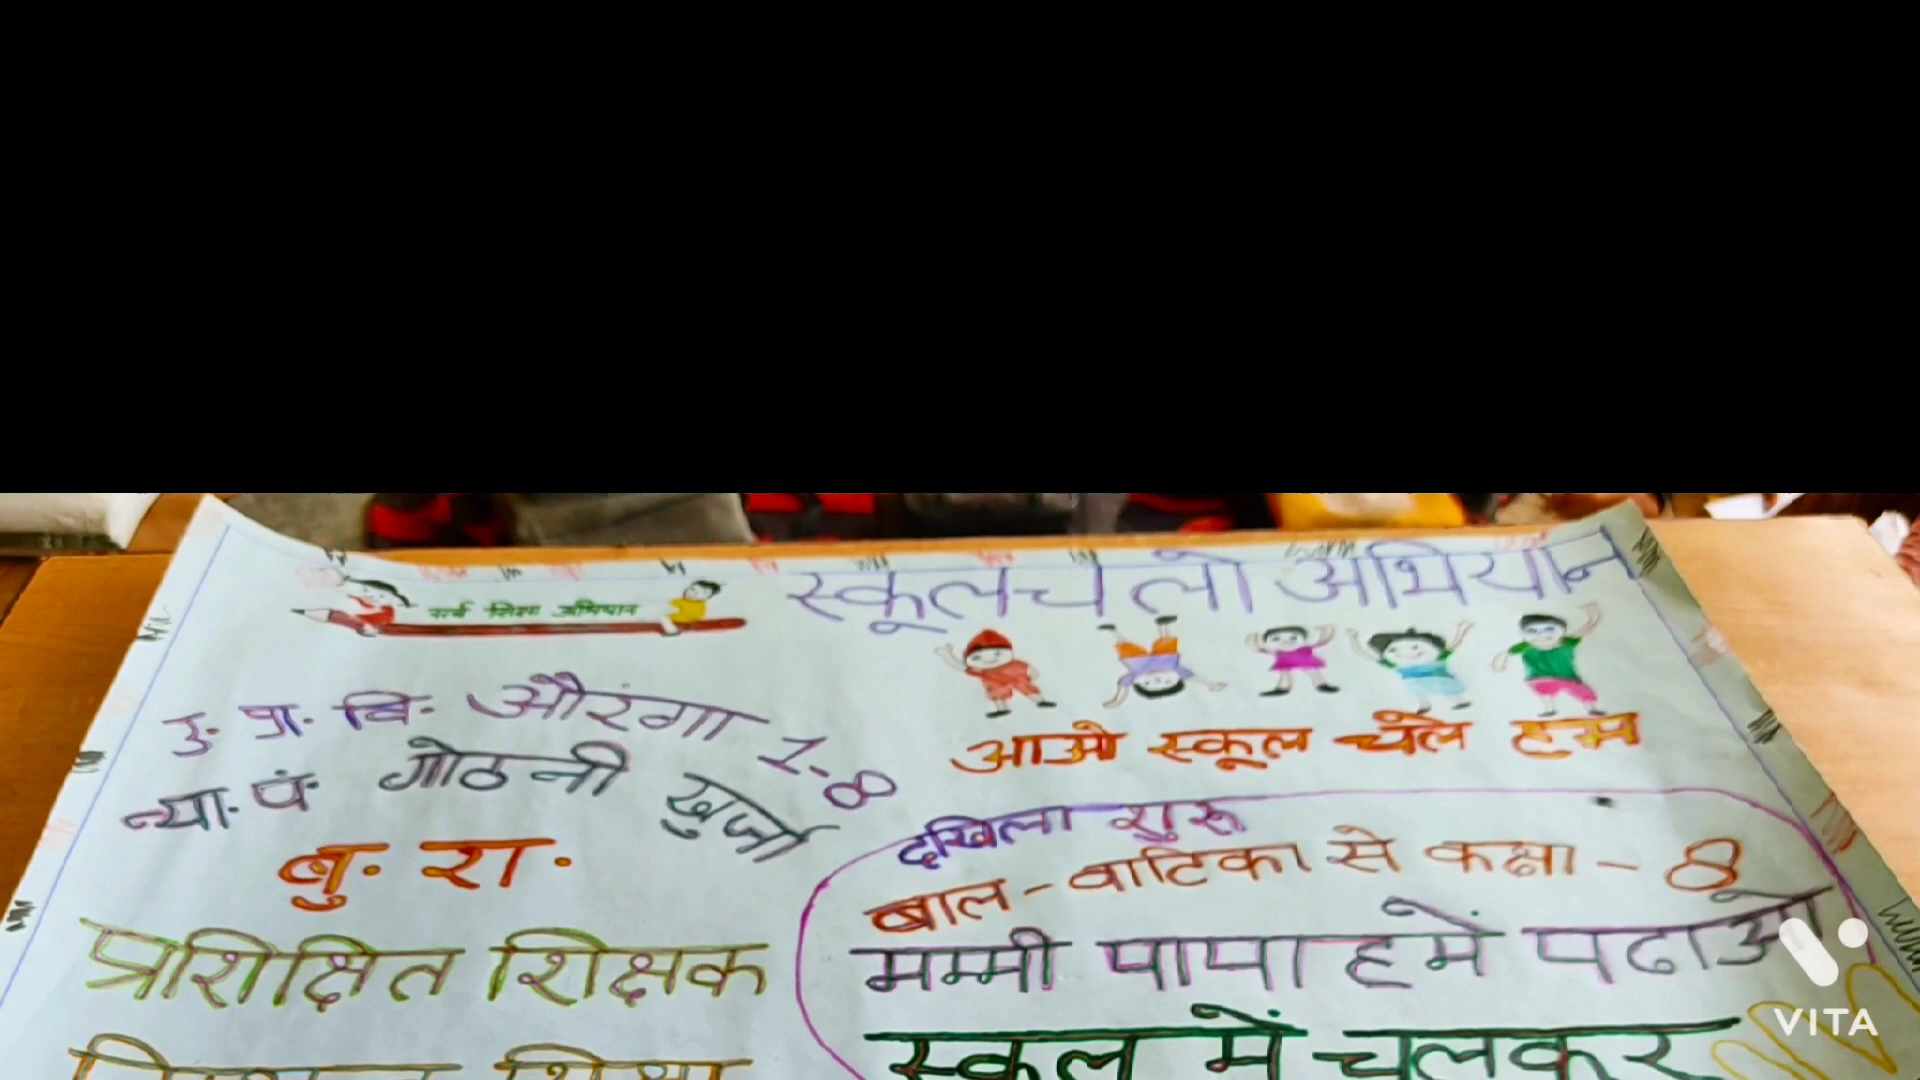 सर्व शिक्षा अभियान
स्कूल चलो अभियान
उ. प्रा. वि. औरंगा 1-8
न्या. पं. गोठनी खुर्जा
बु. रा.
प्रशिक्षित शिक्षक
आओ स्कूल चले हम
दखिला शुरू
बाल-वाटिका से कक्षा - 8
मम्मी पापा हमें पढाओ
स्कूल में चलकर
VITA